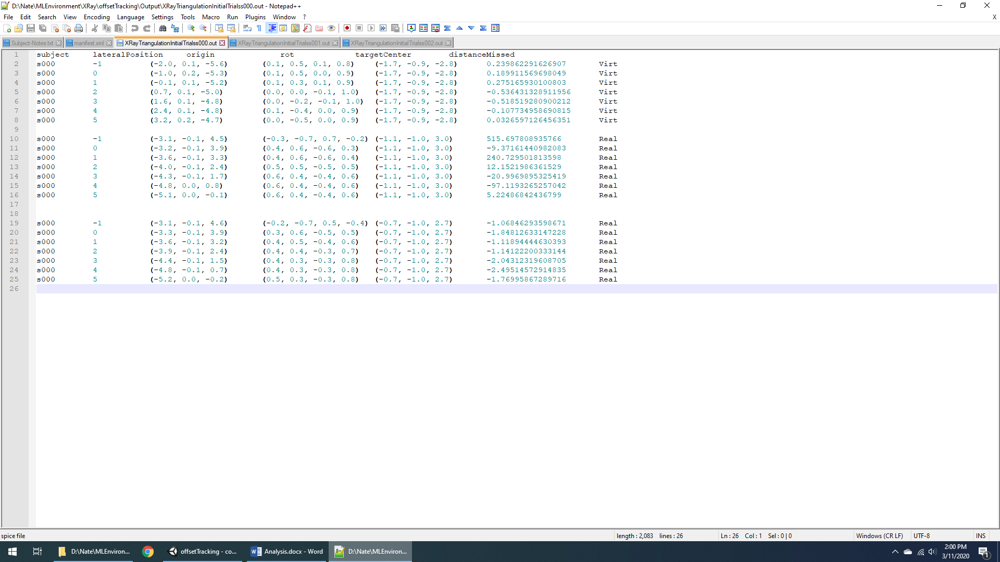 D:\Nate\MLEnvironment\XRay\offsetTracking\Output\XRayTriangulationInitialTrialss000.out - Notepad++
File Edit Search View Encoding Language Settings Tools Macro Run Plugins Window ? X
Subject-Notes.txt manifest.xml XRayTriangulationInitialTrialss000.out XRayTriangulationInitialTrialss001.out XRayTriangulationInitialTrialss002.out
1 subject lateralPosition origin rot targetCenter distanceMissed
2 s000 -1 (-2.0, 0.1, -5.6) (0.1, 0.5, 0.1, 0.8) (-1.7, -0.9, -2.8) 0.239862291626907 Virt
3 s000 0 (-1.0, 0.2, -5.3) (0.1, 0.5, 0.0, 0.9) (-1.7, -0.9, -2.8) 0.189911569698049 Virt
4 s000 1 (-0.1, 0.1, -5.2) (0.1, 0.3, 0.1, 0.9) (-1.7, -0.9, -2.8) 0.275165930100803 Virt
5 s000 2 (0.7, 0.1, -5.0) (0.0, 0.0, -0.1, 1.0) (-1.7, -0.9, -2.8) -0.536431328911956 Virt
6 s000 3 (1.6, 0.1, -4.8) (0.0, -0.2, -0.1, 1.0) (-1.7, -0.9, -2.8) -0.518519280900212 Virt
7 s000 4 (2.4, 0.1, -4.8) (0.1, -0.4, 0.0, 0.9) (-1.7, -0.9, -2.8) -0.107734958690815 Virt
8 s000 5 (3.2, 0.2, -4.7) (0.0, -0.5, 0.0, 0.9) (-1.7, -0.9, -2.8) 0.0326597126456351 Virt
9
10 s000 -1 (-3.1, -0.1, 4.5) (-0.3, -0.7, 0.7, -0.2) (-1.1, -1.0, 3.0) 515.697808935766 Real
11 s000 0 (-3.2, -0.1, 3.9) (0.4, 0.6, -0.6, 0.3) (-1.1, -1.0, 3.0) -9.37161440982083 Real
12 s000 1 (-3.6, -0.1, 3.3) (0.4, 0.6, -0.6, 0.4) (-1.1, -1.0, 3.0) 240.729501813598 Real
13 s000 2 (-4.0, -0.1, 2.4) (0.5, 0.5, -0.5, 0.5) (-1.1, -1.0, 3.0) 12.1521986361529 Real
14 s000 3 (-4.3, -0.1, 1.7) (0.6, 0.4, -0.4, 0.6) (-1.1, -1.0, 3.0) -20.9969895325419 Real
15 s000 4 (-4.8, 0.0, 0.8) (0.6, 0.4, -0.4, 0.6) (-1.1, -1.0, 3.0) -97.1193265257042 Real
16 s000 5 (-5.1, 0.0, -0.1) (0.6, 0.4, -0.4, 0.6) (-1.1, -1.0, 3.0) 5.22486842436799 Real
17
18
19 s000 -1 (-3.1, -0.1, 4.6) (-0.2, -0.7, 0.5, -0.4) (-0.7, -1.0, 2.7) -1.06846293598671 Real
20 s000 0 (-3.3, -0.1, 3.9) (0.3, 0.6, -0.5, 0.5) (-0.7, -1.0, 2.7) -1.84812633147228 Real
21 s000 1 (-3.6, -0.1, 3.2) (0.4, 0.5, -0.4, 0.6) (-0.7, -1.0, 2.7) -1.11894444630393 Real
22 s000 2 (-3.9, -0.1, 2.4) (0.4, 0.4, -0.3, 0.7) (-0.7, -1.0, 2.7) -1.14122200333144 Real
23 s000 3 (-4.4, -0.1, 1.5) (0.4, 0.3, -0.3, 0.8) (-0.7, -1.0, 2.7) -2.04312319608705 Real
24 s000 4 (-4.8, -0.1, 0.7) (0.4, 0.3, -0.3, 0.8) (-0.7, -1.0, 2.7) -2.49514572914835 Real
25 s000 5 (-5.2, 0.0, -0.2) (0.5, 0.3, -0.3, 0.8) (-0.7, -1.0, 2.7) -1.76995867289716 Real
26
spice file length : 2,083 lines : 26 Ln : 26 Col : 1 Sel : 0 | 0 Windows (CR LF) UTF-8 INS
D:\Nate\MLEnviron... offsetTracking - co... Analysis.docx - Word D:\Nate\MLEnviron... 2:00 PM
3/11/2020 1